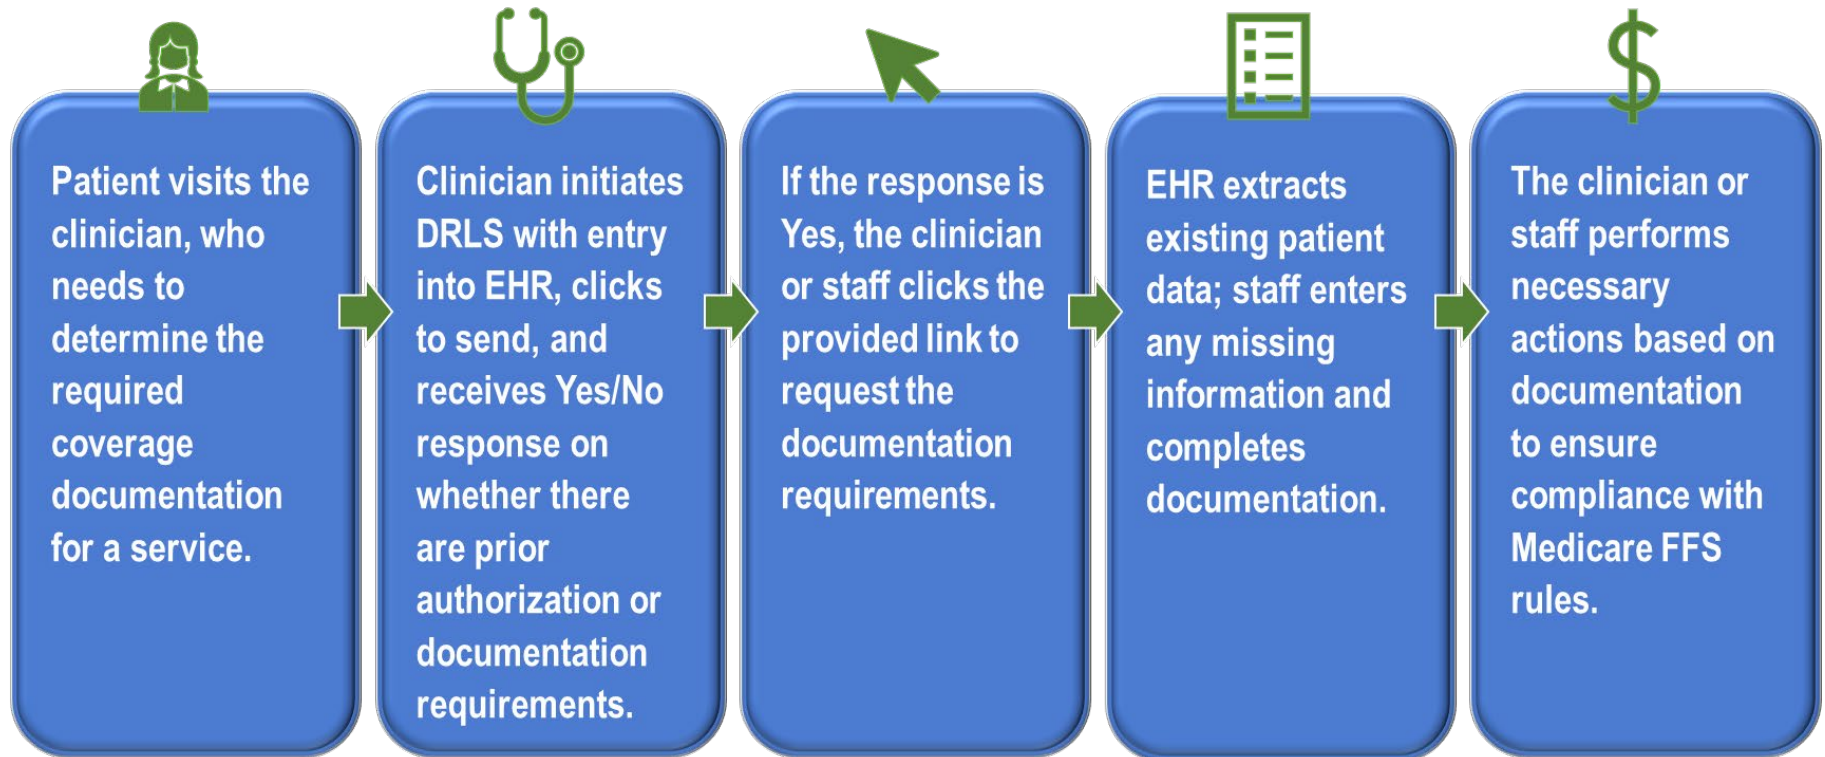 Patient visits the
clinician, who
needs to
determine the
required
coverage
documentation
for a service.
Clinician initiates
DRLS with entry
into EHR, clicks
to send, and
receives Yes/No
response on
whether there
are prior
authorization or
documentation
requirements.
If the response is
Yes, the clinician
or staff clicks the
provided link to
request the
documentation
requirements.
EHR extracts
existing patient
data; staff enters
any missing
information and
completes
documentation.
The clinician or
staff performs
necessary
actions based on
documentation
to ensure
compliance with
Medicare FFS
rules.